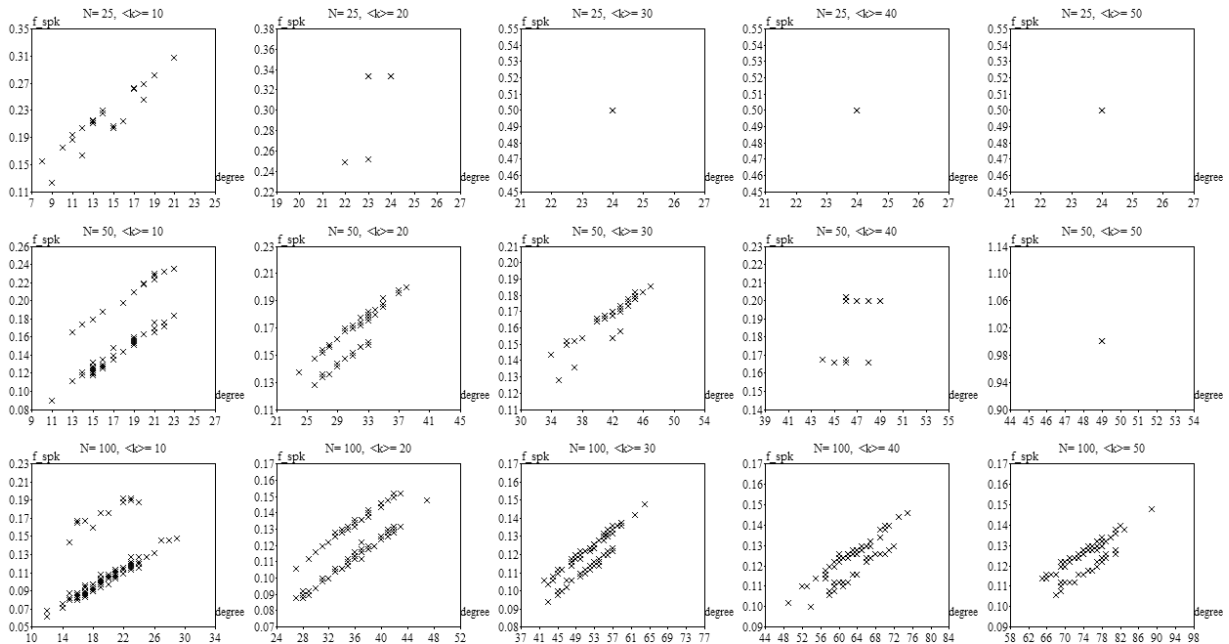 N= 25, <k>= 10
f_spk
0.35
0.31
0.27
0.23
0.19
0.15
0.11
7 9 11 13 15 17 19 21 23 25
degree
N= 25, <k>= 20
f_spk
0.38
0.36
0.34
0.33
0.31
0.30
0.28
0.26
0.25
0.23
0.22
19 20 21 22 23 24 25 26 27
degree
N= 25, <k>= 30
f_spk
0.55
0.54
0.53
0.52
0.51
0.50
0.49
0.48
0.47
0.46
0.45
21 22 23 24 25 26 27
degree
N= 25, <k>= 40
f_spk
0.55
0.54
0.53
0.52
0.51
0.50
0.49
0.48
0.47
0.46
0.45
21 22 23 24 25 26 27
degree
N= 25, <k>= 50
f_spk
0.55
0.54
0.53
0.52
0.51
0.50
0.49
0.48
0.47
0.46
0.45
21 22 23 24 25 26 27
degree
N= 50, <k>= 10
f_spk
0.26
0.24
0.22
0.20
0.18
0.16
0.14
0.12
0.10
0.08
9 11 13 15 17 19 21 23 25 27
degree
N= 50, <k>= 20
f_spk
0.23
0.21
0.19
0.17
0.15
0.13
0.11
21 25 29 33 37 41 45
degree
N= 50, <k>= 30
f_spk
0.21
0.20
0.19
0.18
0.17
0.16
0.15
0.14
0.13
0.12
0.11
30 34 38 42 46 50 54
degree
N= 50, <k>= 40
f_spk
0.23
0.22
0.21
0.20
0.19
0.18
0.17
0.16
0.15
0.14
39 41 43 45 47 49 51 53 55
degree
N= 50, <k>= 50
f_spk
1.14
1.10
1.06
1.02
0.98
0.94
0.90
44 45 46 47 48 49 50 51 52 53 54
degree
N= 100, <k>= 10
f_spk
0.23
0.21
0.19
0.17
0.15
0.13
0.11
0.09
0.07
0.05
10 14 18 22 26 30 34
degree
N= 100, <k>= 20
f_spk
0.17
0.16
0.15
0.14
0.13
0.12
0.11
0.10
0.09
0.08
0.07
24 28 32 36 40 44 48 52
degree
N= 100, <k>= 30
f_spk
0.17
0.16
0.15
0.14
0.13
0.12
0.11
0.10
0.09
0.08
37 41 45 49 53 57 61 65 69 73 77
degree
N= 100, <k>= 40
f_spk
0.17
0.16
0.15
0.14
0.13
0.12
0.11
0.10
0.09
44 48 52 56 60 64 68 72 76 80 84
degree
N= 100, <k>= 50
f_spk
0.17
0.16
0.15
0.14
0.13
0.12
0.11
0.10
58 62 66 70 74 78 82 86 90 94 98
degree